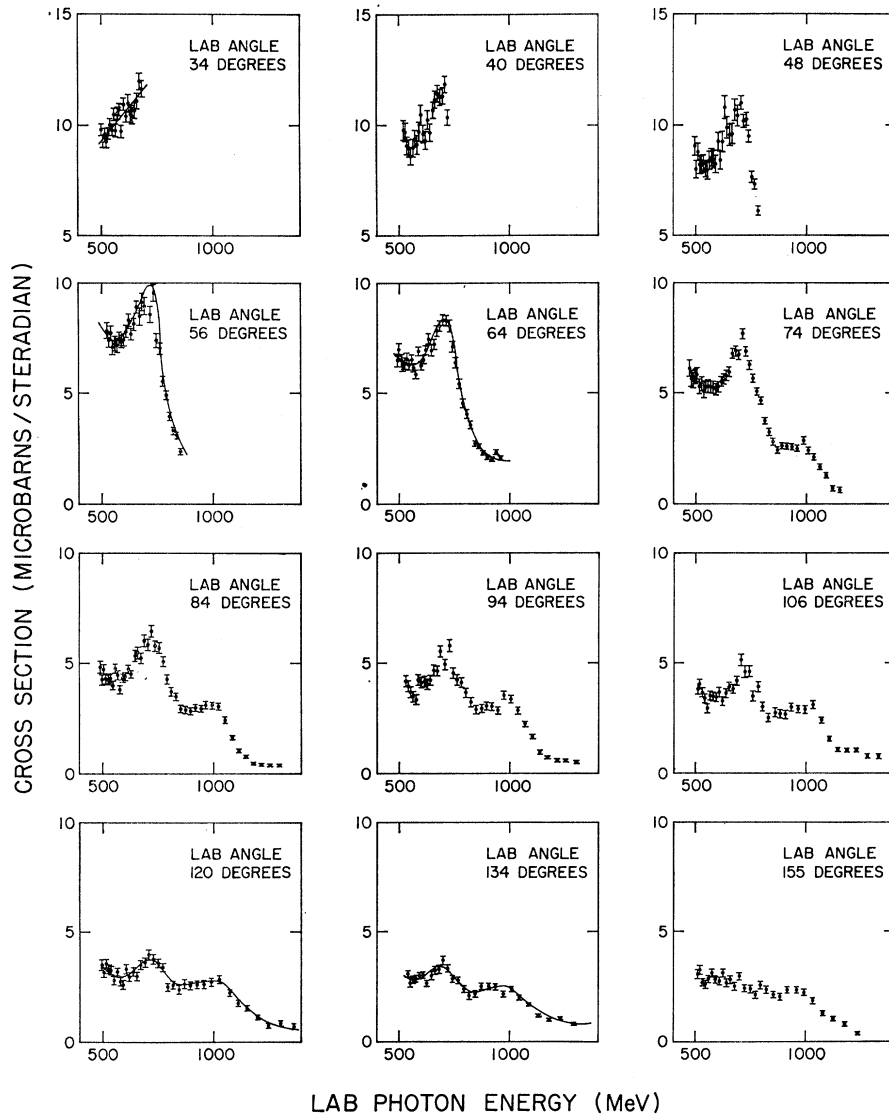 15
10
5
500
1000
LAB ANGLE
34 DEGREES
15
10
5
500
1000
LAB ANGLE
40 DEGREES
15
10
5
500
1000
LAB ANGLE
48 DEGREES
10
5
0
500
1000
LAB ANGLE
56 DEGREES
10
5
0
500
1000
LAB ANGLE
64 DEGREES
10
5
0
500
1000
LAB ANGLE
74 DEGREES
10
5
0
500
1000
LAB ANGLE
84 DEGREES
10
5
0
500
1000
LAB ANGLE
94 DEGREES
10
5
0
500
1000
LAB ANGLE
106 DEGREES
10
5
0
500
1000
LAB ANGLE
120 DEGREES
10
5
0
500
1000
LAB ANGLE
134 DEGREES
10
5
0
500
1000
LAB ANGLE
155 DEGREES
CROSS SECTION (MICROBARNS/STERADIAN)
LAB PHOTON ENERGY (MeV)